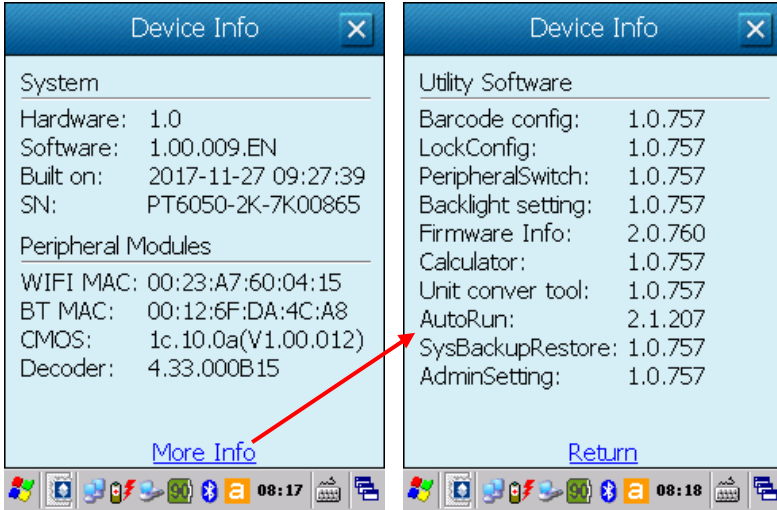 Device Info
System
Hardware: 1.0
Software: 1.00.009.EN
Built on: 2017-11-27 09:27:39
SN: PT6050-2K-7K00865
Peripheral Modules
WIFI MAC: 00:23:A7:60:04:15
BT MAC: 00:12:6F:DA:4C:A8
CMOS: 1c.10.0a(V1.00.012)
Decoder: 4.33.000B15
More Info
90 a 08:17
Device Info
Utility Software
Barcode config: 1.0.757
LockConfig: 1.0.757
PeripheralSwitch: 1.0.757
Backlight setting: 1.0.757
Firmware Info: 2.0.760
Calculator: 1.0.757
Unit conver tool: 1.0.757
AutoRun: 2.1.207
SysBackupRestore: 1.0.757
AdminSetting: 1.0.757
Return
90 a 08:18